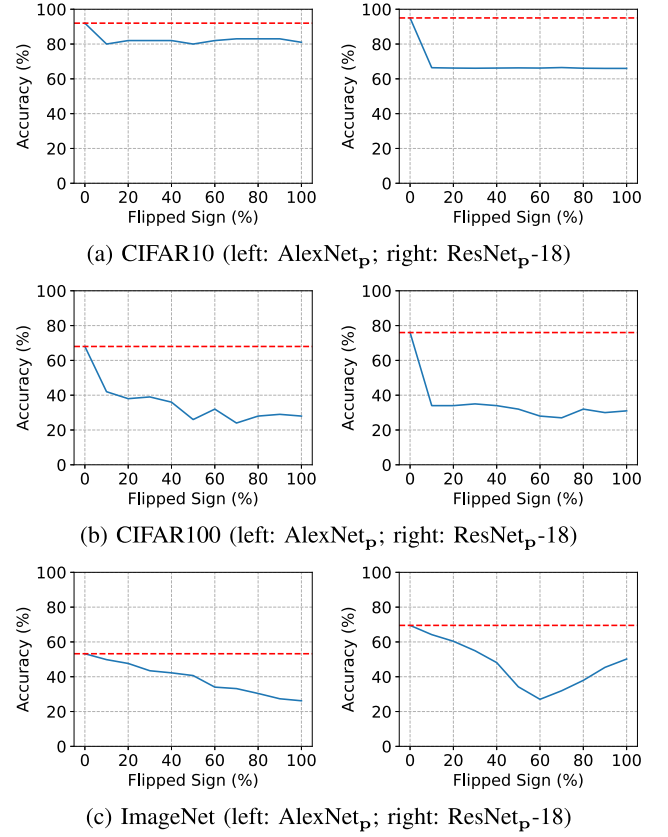 100
80
60
40
20
0
Accuracy (%)
0 20 40 60 80 100
Flipped Sign (%)
100
80
60
40
20
0
Accuracy (%)
0 20 40 60 80 100
Flipped Sign (%)
(a) CIFAR10 (left: AlexNetp; right: ResNetp-18)
100
80
60
40
20
0
Accuracy (%)
0 20 40 60 80 100
Flipped Sign (%)
100
80
60
40
20
0
Accuracy (%)
0 20 40 60 80 100
Flipped Sign (%)
(b) CIFAR100 (left: AlexNetp; right: ResNetp-18)
100
80
60
40
20
0
Accuracy (%)
0 20 40 60 80 100
Flipped Sign (%)
100
80
60
40
20
0
Accuracy (%)
0 20 40 60 80 100
Flipped Sign (%)
(c) ImageNet (left: AlexNetp; right: ResNetp-18)